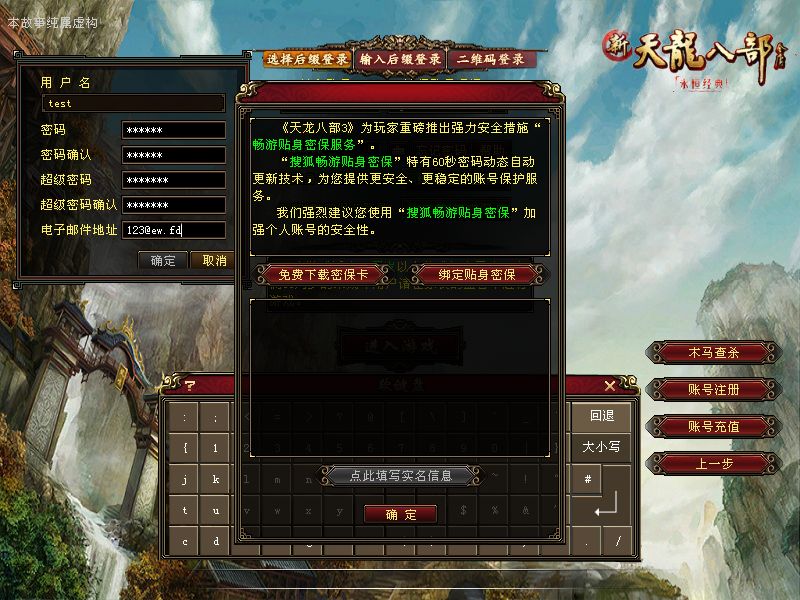 本故事纯属虚构
选择后缀登录 输入后缀登录 二维码登录
新天龍八部
永恒经典
用 户 名
test
密码 ******
密码确认 ******
超级密码 *******
超级密码确认 *******
电子邮件地址 123@ew.fd
确定 取消
《天龙八部3》为玩家重磅推出强力安全措施“
畅游贴身密保服务”。
“搜狐畅游贴身密保”特有60秒密码动态自动
更新技术，为您提供更安全、更稳定的账号保护服
务。
我们强烈建议您使用“搜狐畅游贴身密保”加
强个人账号的安全性。
免费下载密保卡 绑定贴身密保
进入游戏
软键盘
? ×
: ; 回退
{ 1 大小写
j k l m n ~ ! #
t u v w x y $ % &
c d . /
点此填写实名信息
确 定
木马查杀
账号注册
账号充值
上一步